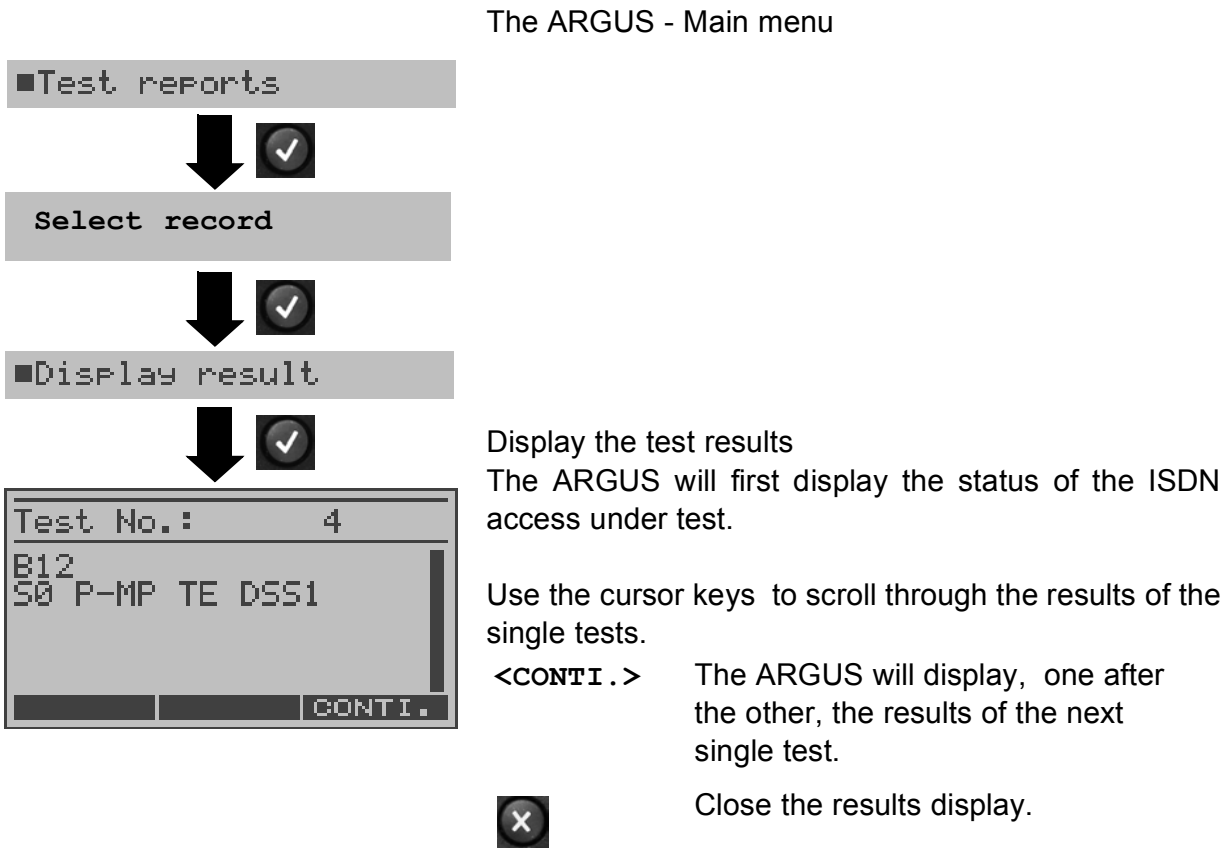 The ARGUS - Main menu
■Test reports
Select record
■Display result
Display the test results
The ARGUS will first display the status of the ISDN
access under test.
Test No.: 4
B12
S0 P-MP TE DSS1
CONTI.
Use the cursor keys to scroll through the results of the
single tests.
<CONTI.> The ARGUS will display, one after
the other, the results of the next
single test.
Close the results display.